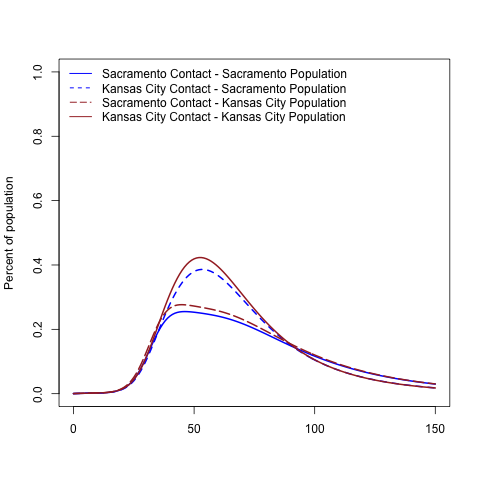 Sacramento Contact - Sacramento Population
Kansas City Contact - Sacramento Population
Sacramento Contact - Kansas City Population
Kansas City Contact - Kansas City Population
Percent of population
1.0
0.8
0.6
0.4
0.2
0.0
0 50 100 150